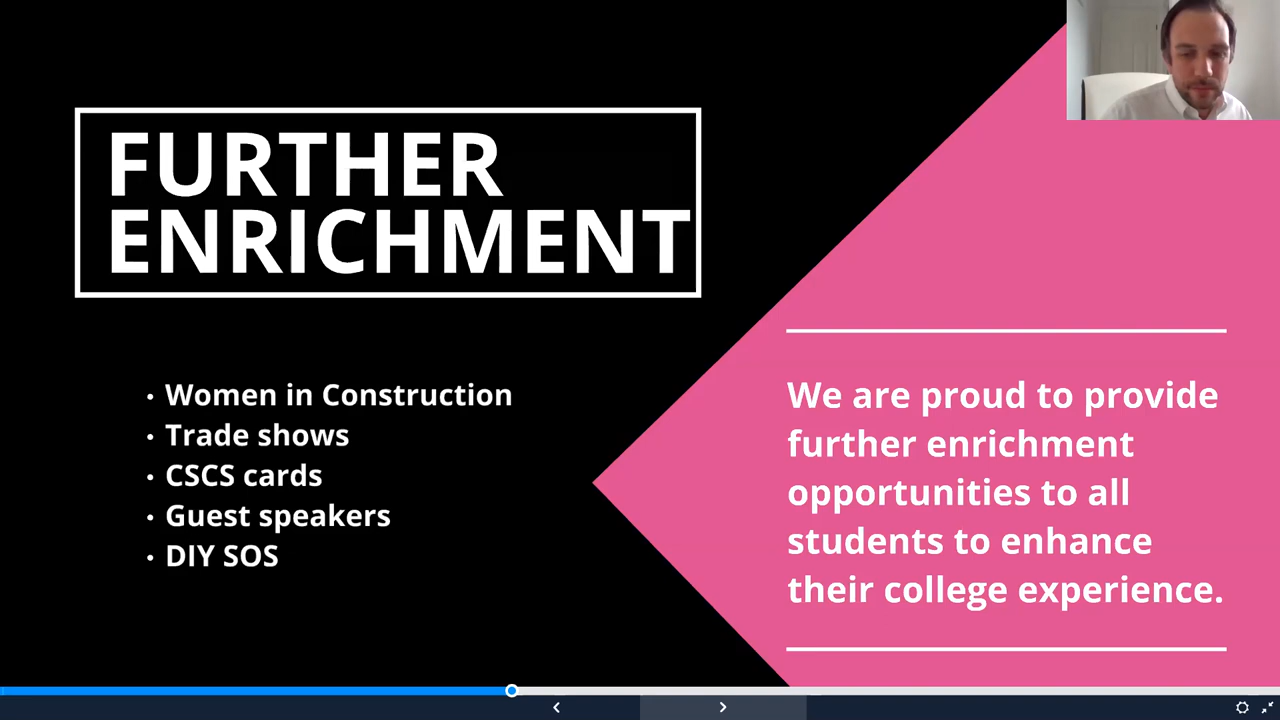 FURTHER
ENRICHMENT
• Women in Construction
• Trade shows
• CSCS cards
• Guest speakers
• DIY SOS
We are proud to provide
further enrichment
opportunities to all
students to enhance
their college experience.